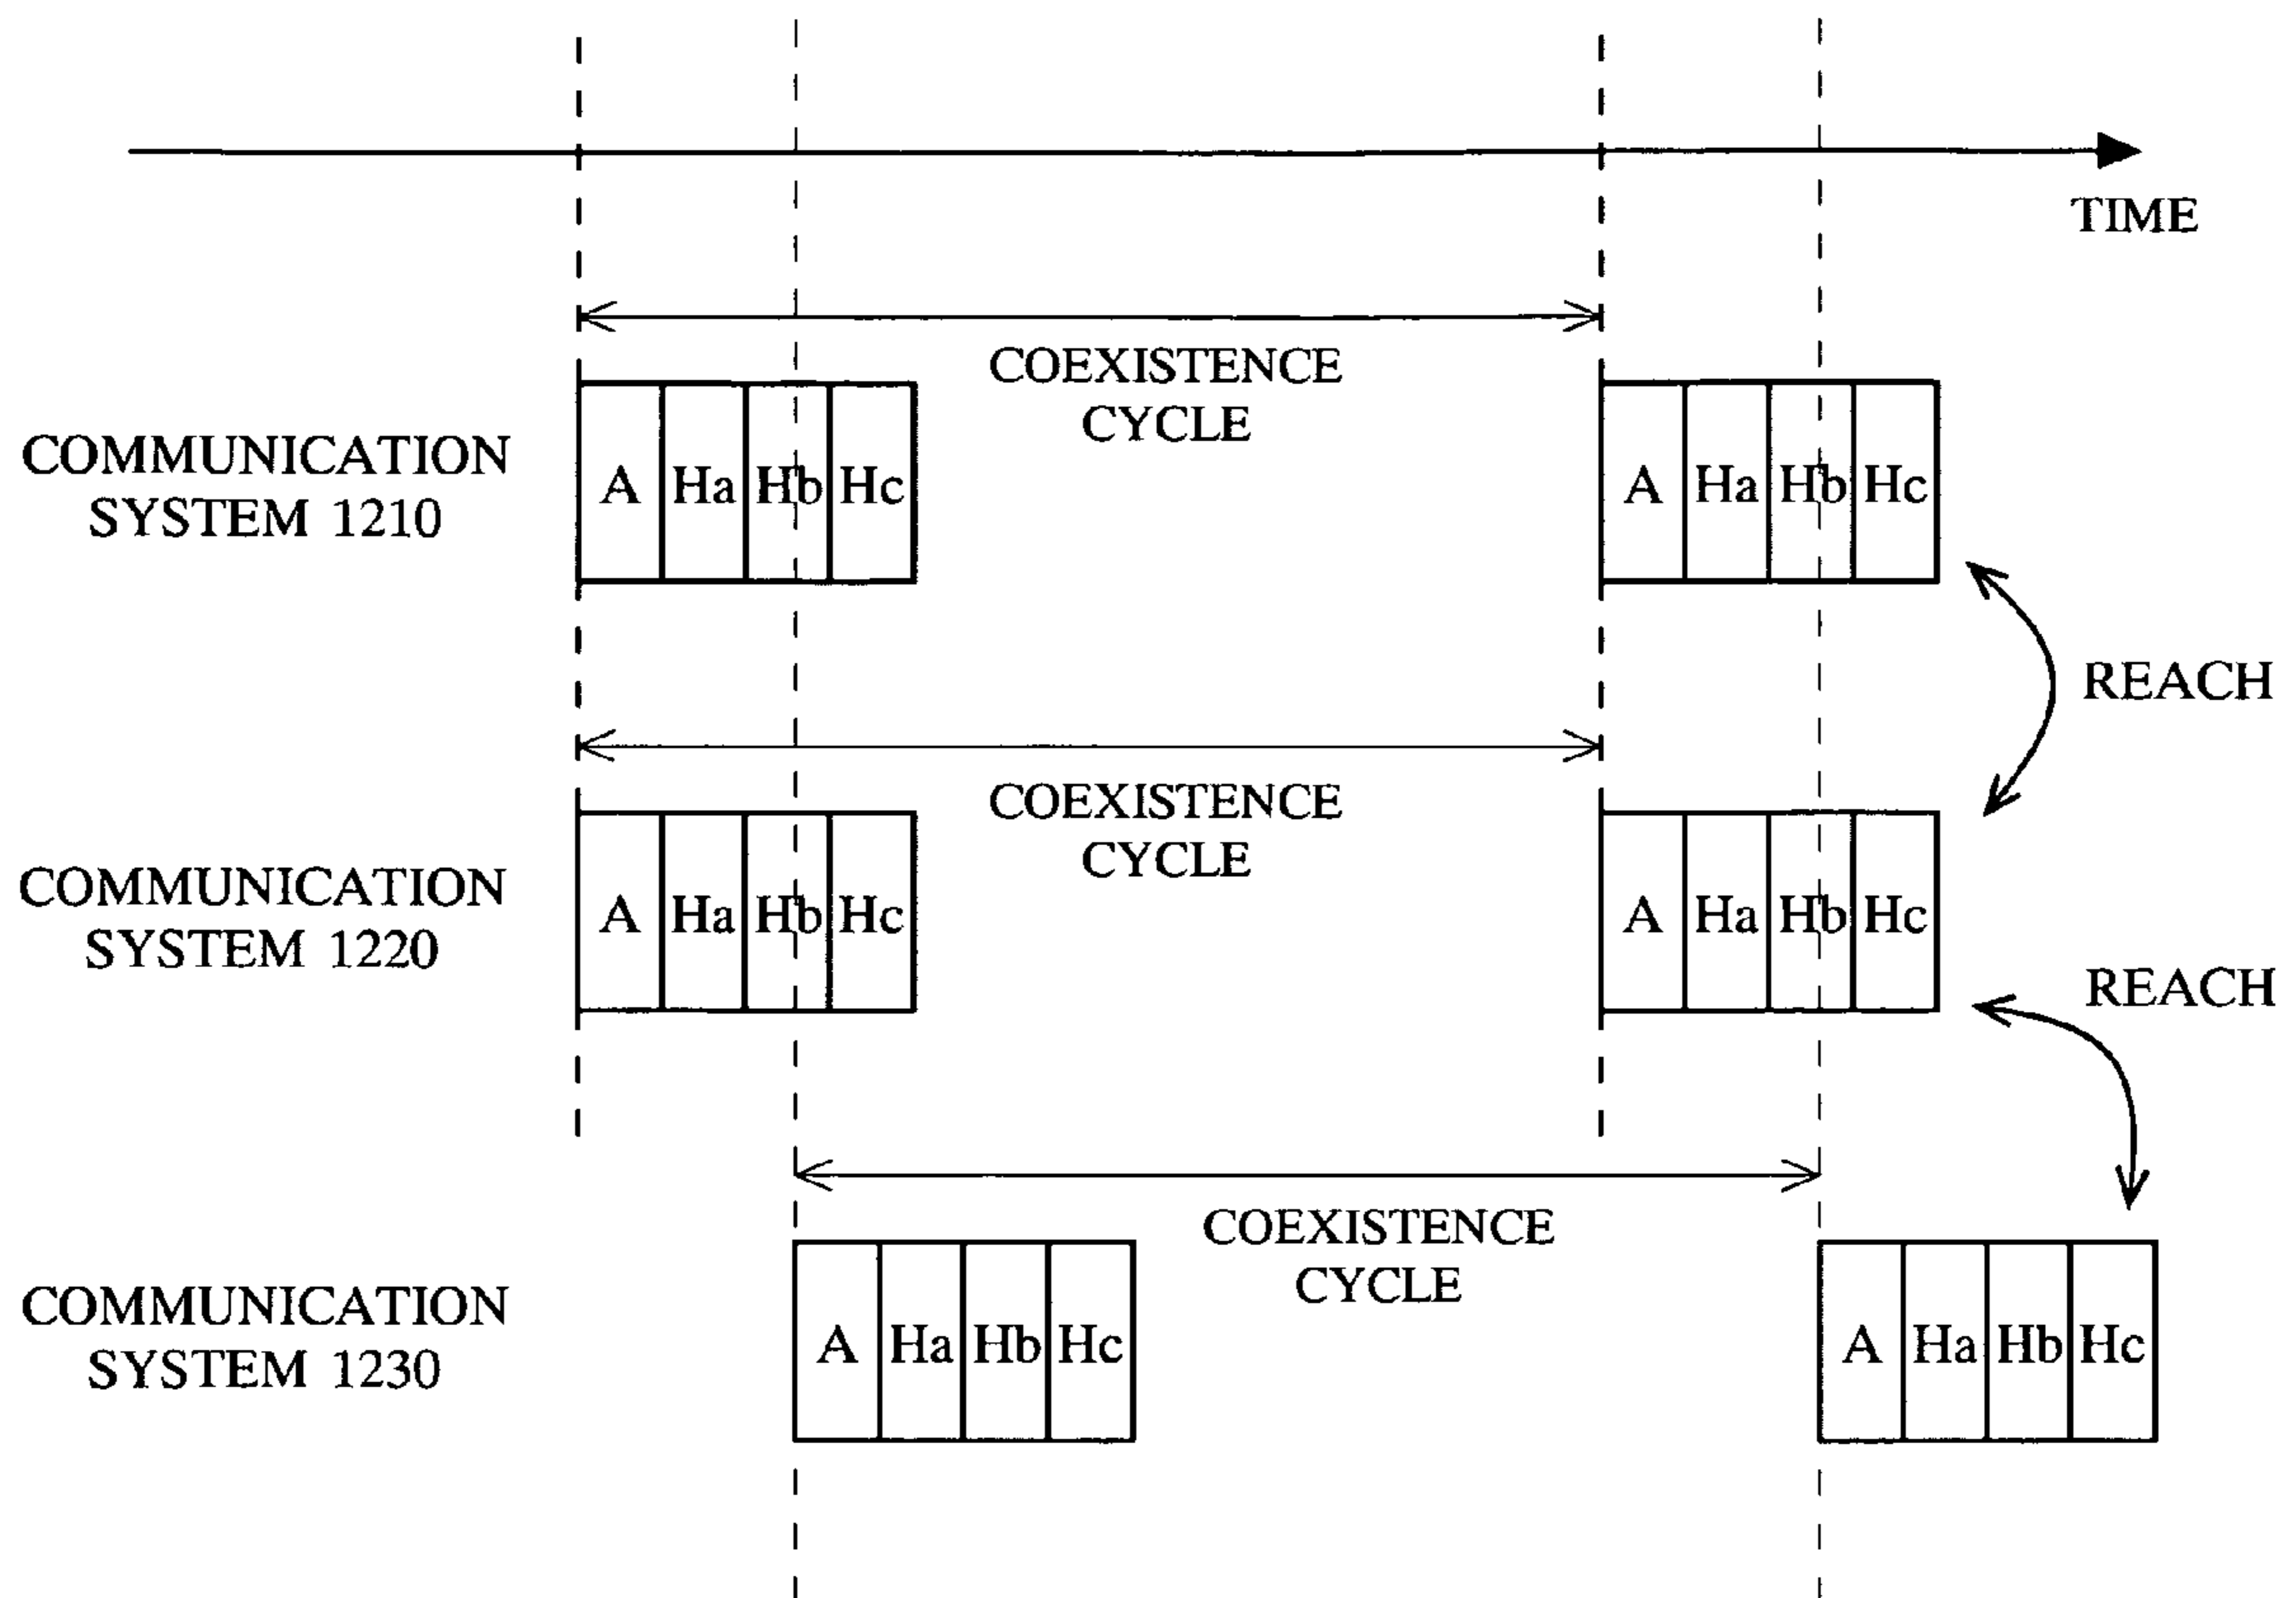 TIME
COEXISTENCE
CYCLE
COMMUNICATION
SYSTEM 1210
A Ha Hb Hc
A Ha Hb Hc
REACH
COEXISTENCE
CYCLE
COMMUNICATION
SYSTEM 1220
A Ha Hb Hc
A Ha Hb Hc
REACH
COEXISTENCE
CYCLE
COMMUNICATION
SYSTEM 1230
A Ha Hb Hc
A Ha Hb Hc